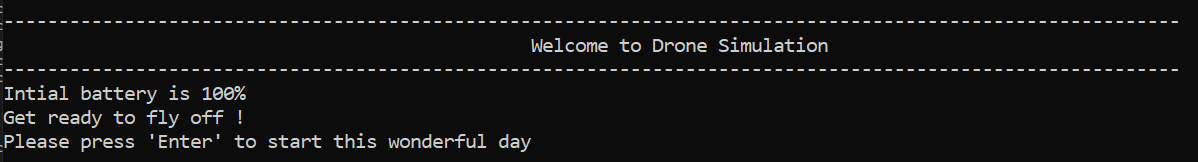 --------------------------------------------------------------------------------------------------------------
Welcome to Drone Simulation
--------------------------------------------------------------------------------------------------------------
Intial battery is 100%
Get ready to fly off !
Please press 'Enter' to start this wonderful day